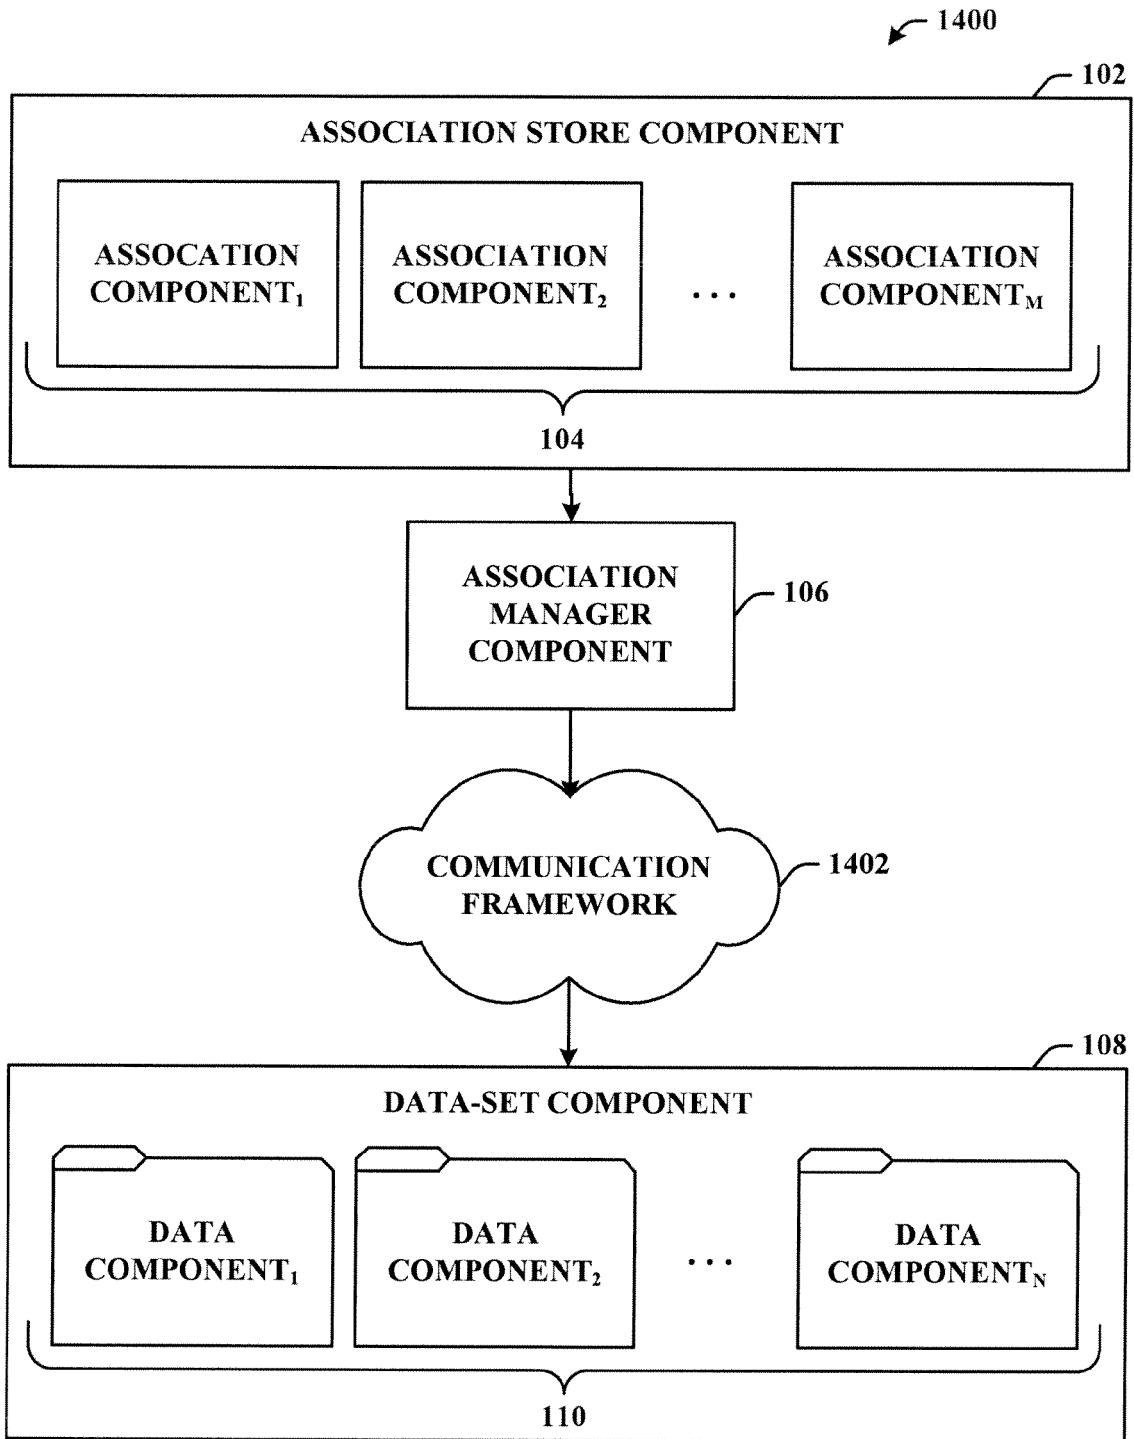 1400
102
ASSOCIATION STORE COMPONENT
ASSOCATION
COMPONENT₁
ASSOCIATION
COMPONENT₂
. . .
ASSOCIATION
COMPONENTM
104
ASSOCIATION
MANAGER
COMPONENT
106
COMMUNICATION
FRAMEWORK
1402
108
DATA-SET COMPONENT
DATA
COMPONENT₁
DATA
COMPONENT₂
. . .
DATA
COMPONENTN
110